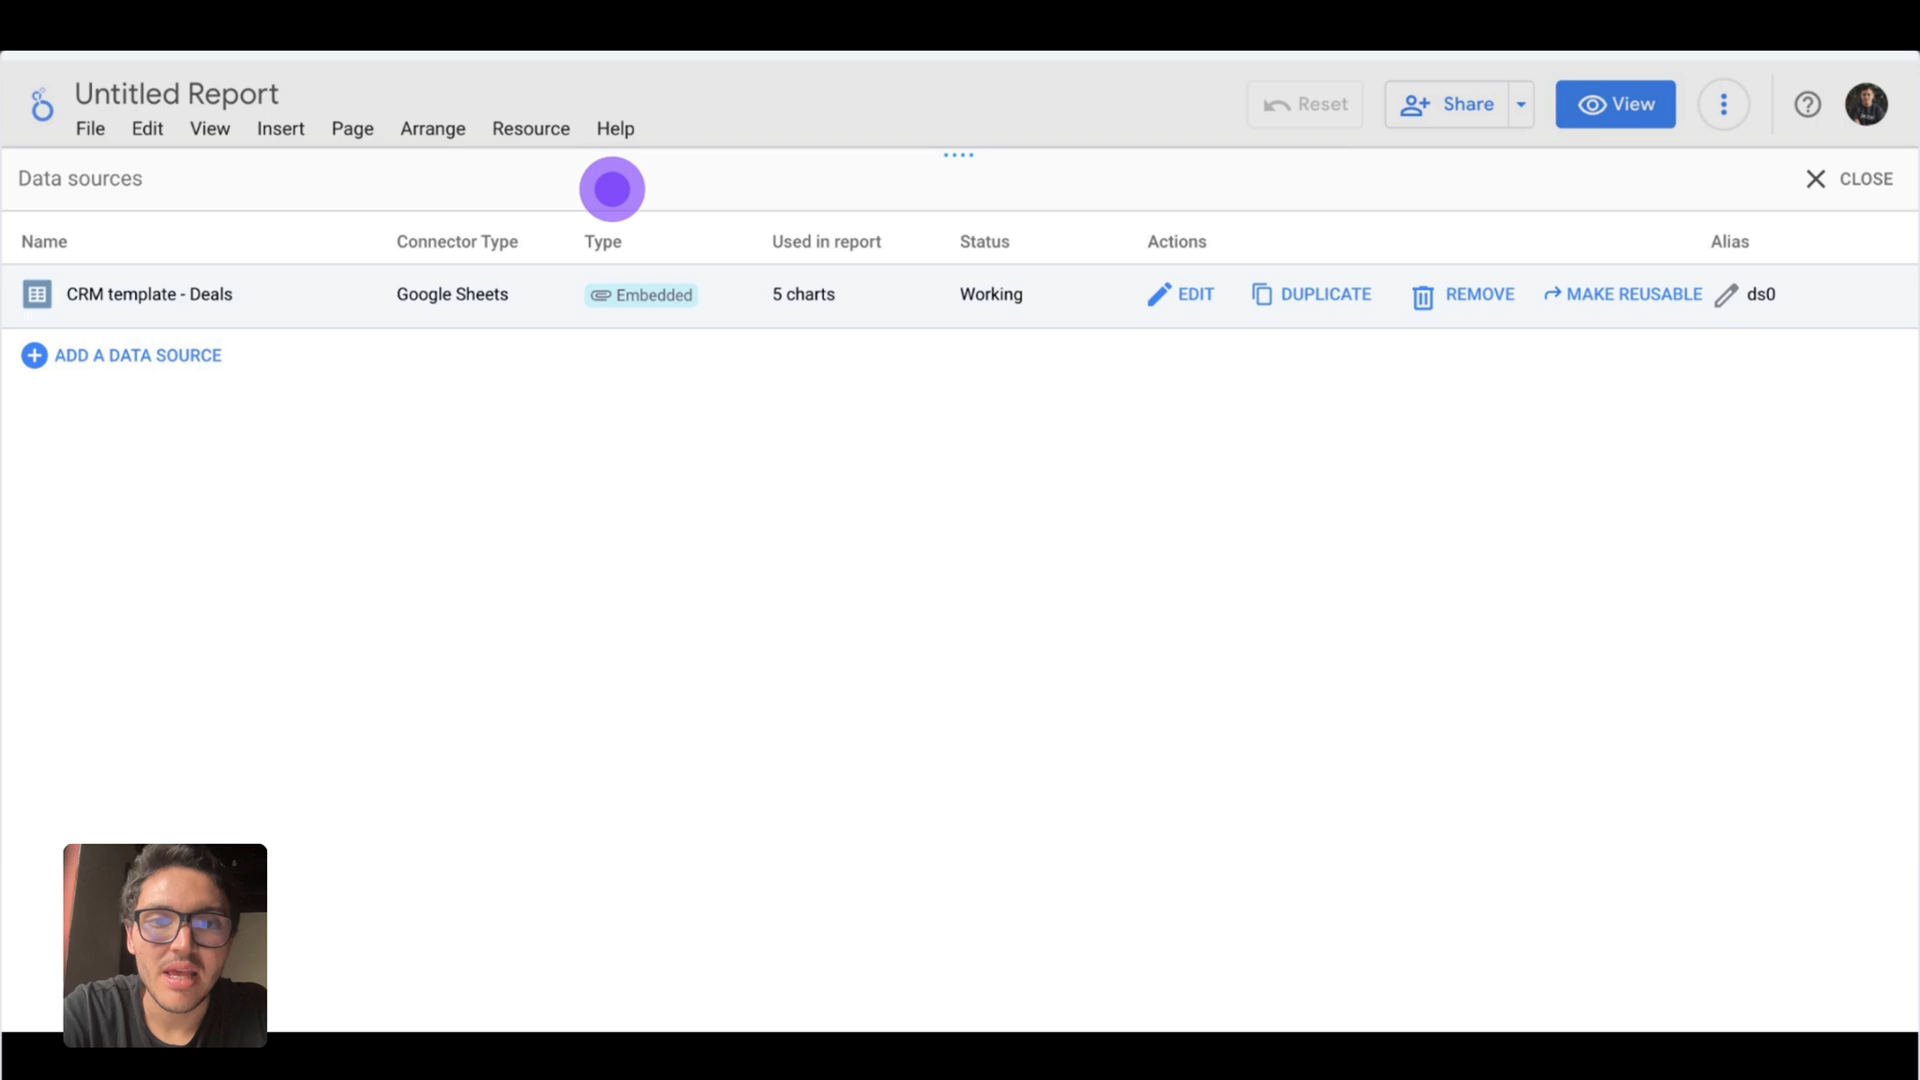 Untitled Report
File Edit View Insert Page Arrange Resource Help
Reset Share View
Data sources
CLOSE
Name Connector Type Type Used in report Status Actions Alias
CRM template - Deals Google Sheets Embedded 5 charts Working EDIT DUPLICATE REMOVE MAKE REUSABLE ds0
ADD A DATA SOURCE